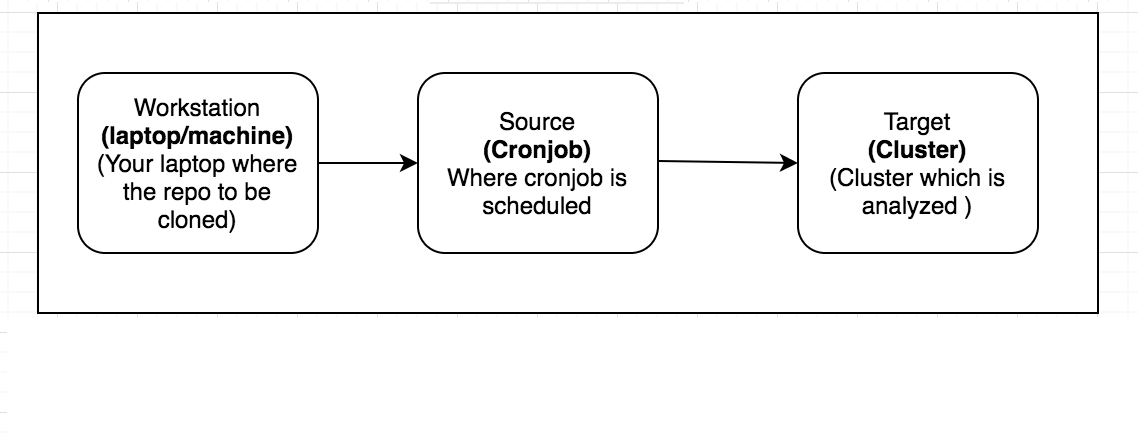 Workstation
(laptop/machine)
(Your laptop where
the repo to be
cloned)
Source
(Cronjob)
Where cronjob is
scheduled
Target
(Cluster)
(Cluster which is
analyzed )